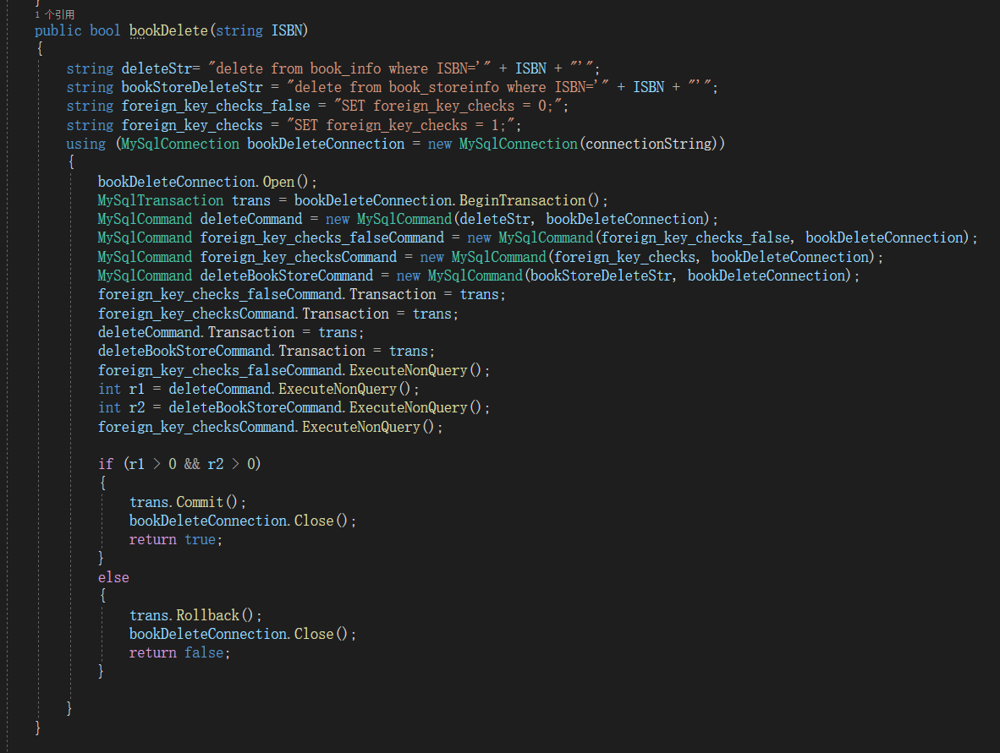 }
1 个引用
public bool bookDelete(string ISBN)
{
string deleteStr= "delete from book_info where ISBN='" + ISBN + "'";
string bookStoreDeleteStr = "delete from book_storeinfo where ISBN='" + ISBN + "'";
string foreign_key_checks_false = "SET foreign_key_checks = 0;";
string foreign_key_checks = "SET foreign_key_checks = 1;";
using (MySqlConnection bookDeleteConnection = new MySqlConnection(connectionString))
{
bookDeleteConnection.Open();
MySqlTransaction trans = bookDeleteConnection.BeginTransaction();
MySqlCommand deleteCommand = new MySqlCommand(deleteStr, bookDeleteConnection);
MySqlCommand foreign_key_checks_falseCommand = new MySqlCommand(foreign_key_checks_false, bookDeleteConnection);
MySqlCommand foreign_key_checksCommand = new MySqlCommand(foreign_key_checks, bookDeleteConnection);
MySqlCommand deleteBookStoreCommand = new MySqlCommand(bookStoreDeleteStr, bookDeleteConnection);
foreign_key_checks_falseCommand.Transaction = trans;
foreign_key_checksCommand.Transaction = trans;
deleteCommand.Transaction = trans;
deleteBookStoreCommand.Transaction = trans;
foreign_key_checks_falseCommand.ExecuteNonQuery();
int r1 = deleteCommand.ExecuteNonQuery();
int r2 = deleteBookStoreCommand.ExecuteNonQuery();
foreign_key_checksCommand.ExecuteNonQuery();
if (r1 > 0 && r2 > 0)
{
trans.Commit();
bookDeleteConnection.Close();
return true;
}
else
{
trans.Rollback();
bookDeleteConnection.Close();
return false;
}
}
}